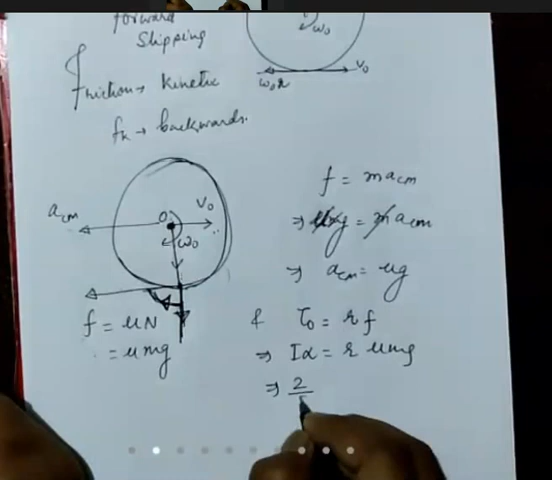 forward
Slipping
friction → kinetic
fk → backwards.
ω₀
ω₀r
v₀
acm
O
v₀
ω₀
f = μN
= μmg
f = macm
⇒ μmg = macm
⇒ acm = μg
& τ₀ = rf
⇒ Iα = r μmg
⇒ 2